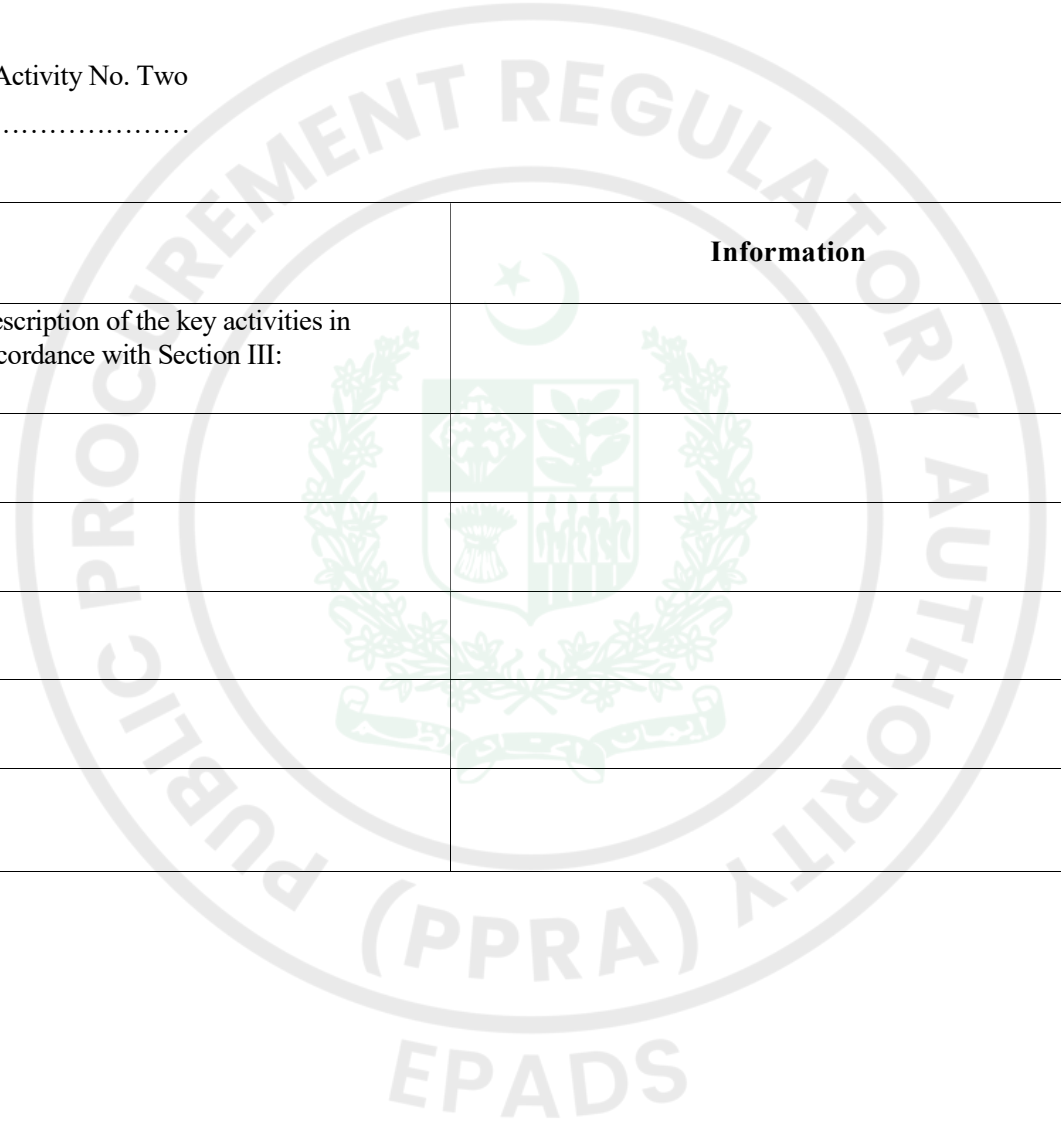 Activity No. Two
…………………
Information
escription of the key activities in
cordance with Section III:
PUBLIC PROCUREMENT REGULATORY AUTHORITY
(PPRA)
EPADS